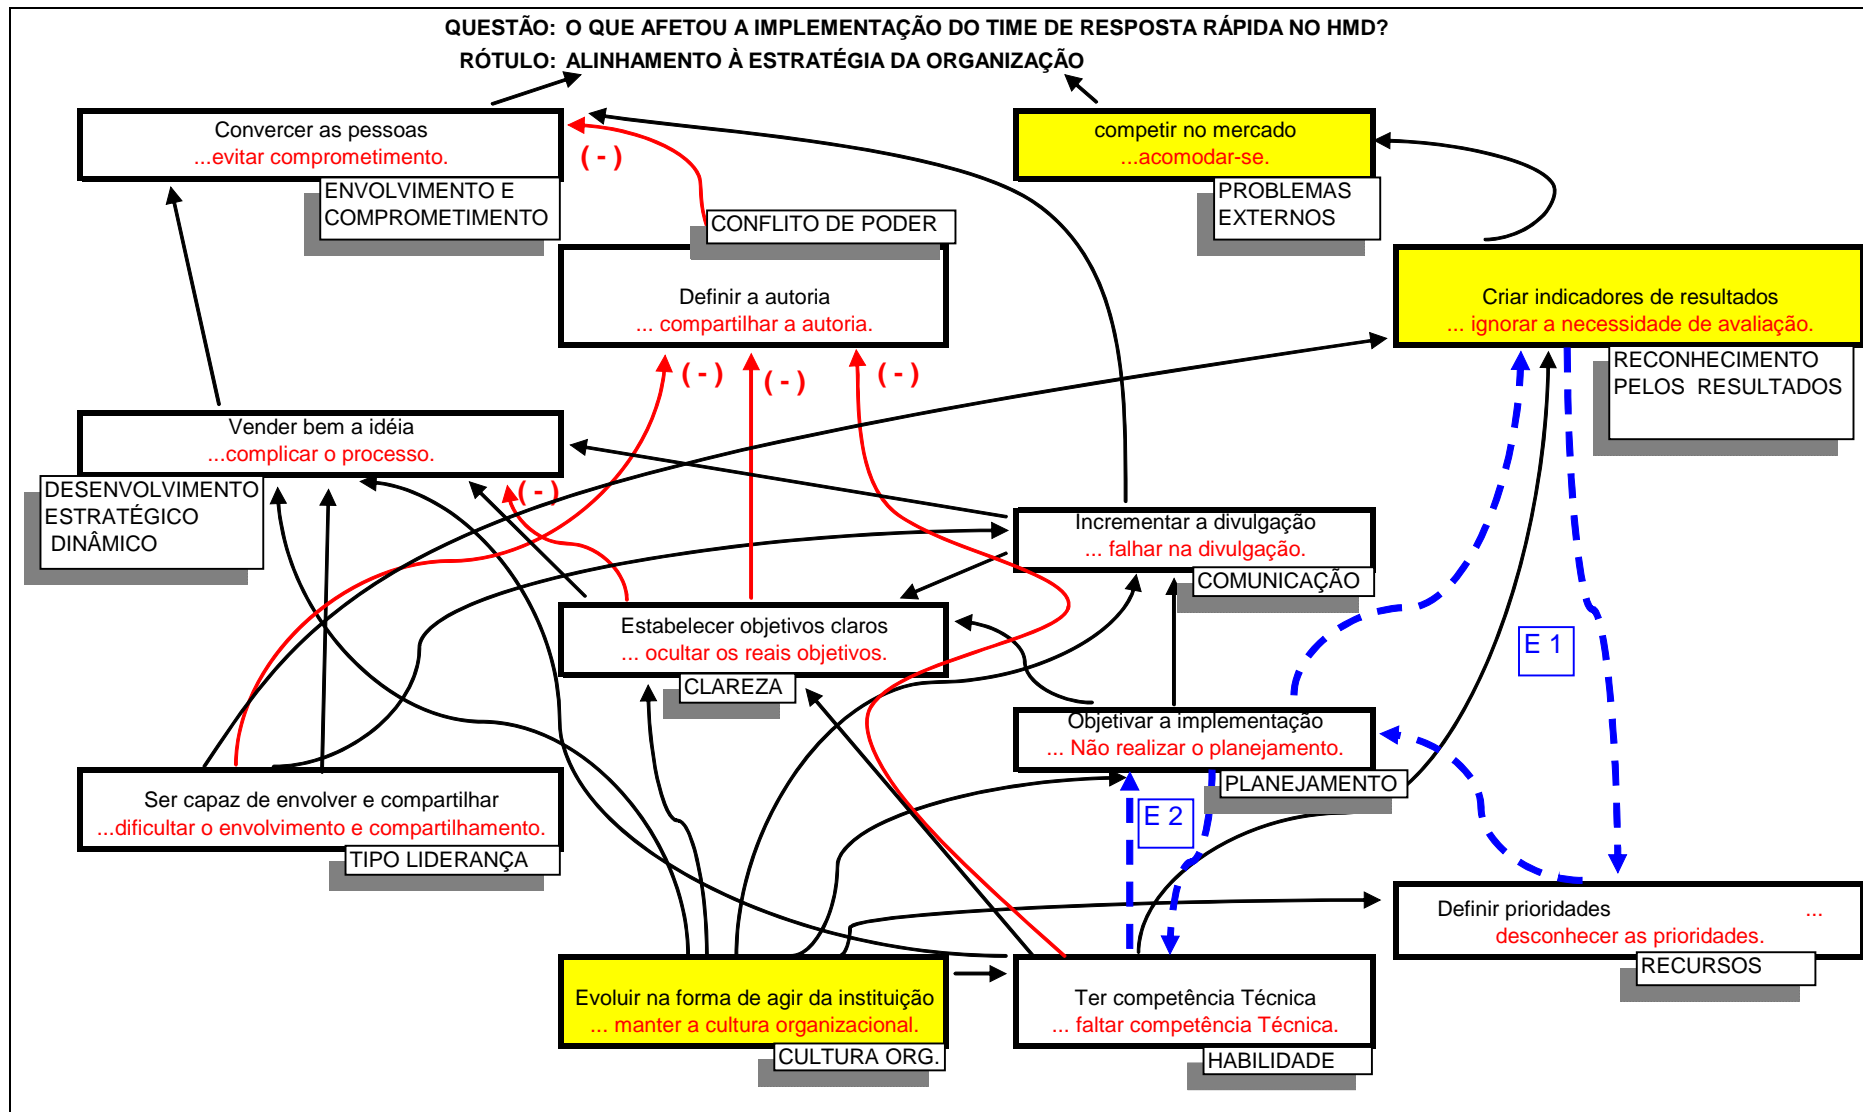 QUESTÃO: O QUE AFETOU A IMPLEMENTAÇÃO DO TIME DE RESPOSTA RÁPIDA NO HMD?
RÓTULO: ALINHAMENTO À ESTRATÉGIA DA ORGANIZAÇÃO
Convercer as pessoas
...evitar comprometimento.
ENVOLVIMENTO E
COMPROMETIMENTO
( - )
competir no mercado
...acomodar-se.
PROBLEMAS
EXTERNOS
CONFLITO DE PODER
Definir a autoria
... compartilhar a autoria.
Criar indicadores de resultados
... ignorar a necessidade de avaliação.
RECONHECIMENTO
PELOS RESULTADOS
( - )
( - )
( - )
Vender bem a idéia
...complicar o processo.
DESENVOLVIMENTO
ESTRATÉGICO
DINÂMICO
( - )
Incrementar a divulgação
... falhar na divulgação.
COMUNICAÇÃO
Estabelecer objetivos claros
... ocultar os reais objetivos.
CLAREZA
E 1
Objetivar a implementação
... Não realizar o planejamento.
PLANEJAMENTO
E 2
Ser capaz de envolver e compartilhar
...dificultar o envolvimento e compartilhamento.
TIPO LIDERANÇA
Definir prioridades ...
desconhecer as prioridades.
RECURSOS
Evoluir na forma de agir da instituição
... manter a cultura organizacional.
CULTURA ORG.
Ter competência Técnica
... faltar competência Técnica.
HABILIDADE